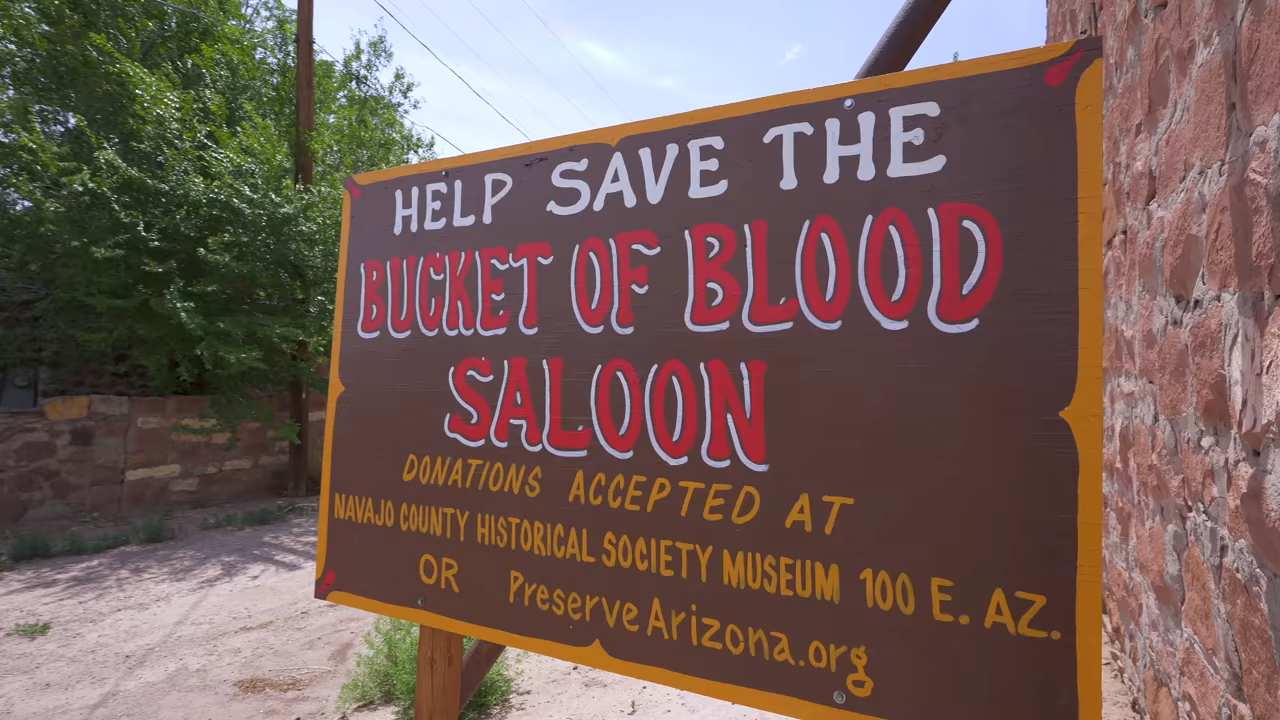 HELP SAVE THE
BUCKET OF BLOOD
SALOON
DONATIONS ACCEPTED AT
NAVAJO COUNTY HISTORICAL SOCIETY MUSEUM 100 E. AZ.
OR PreserveArizona.org